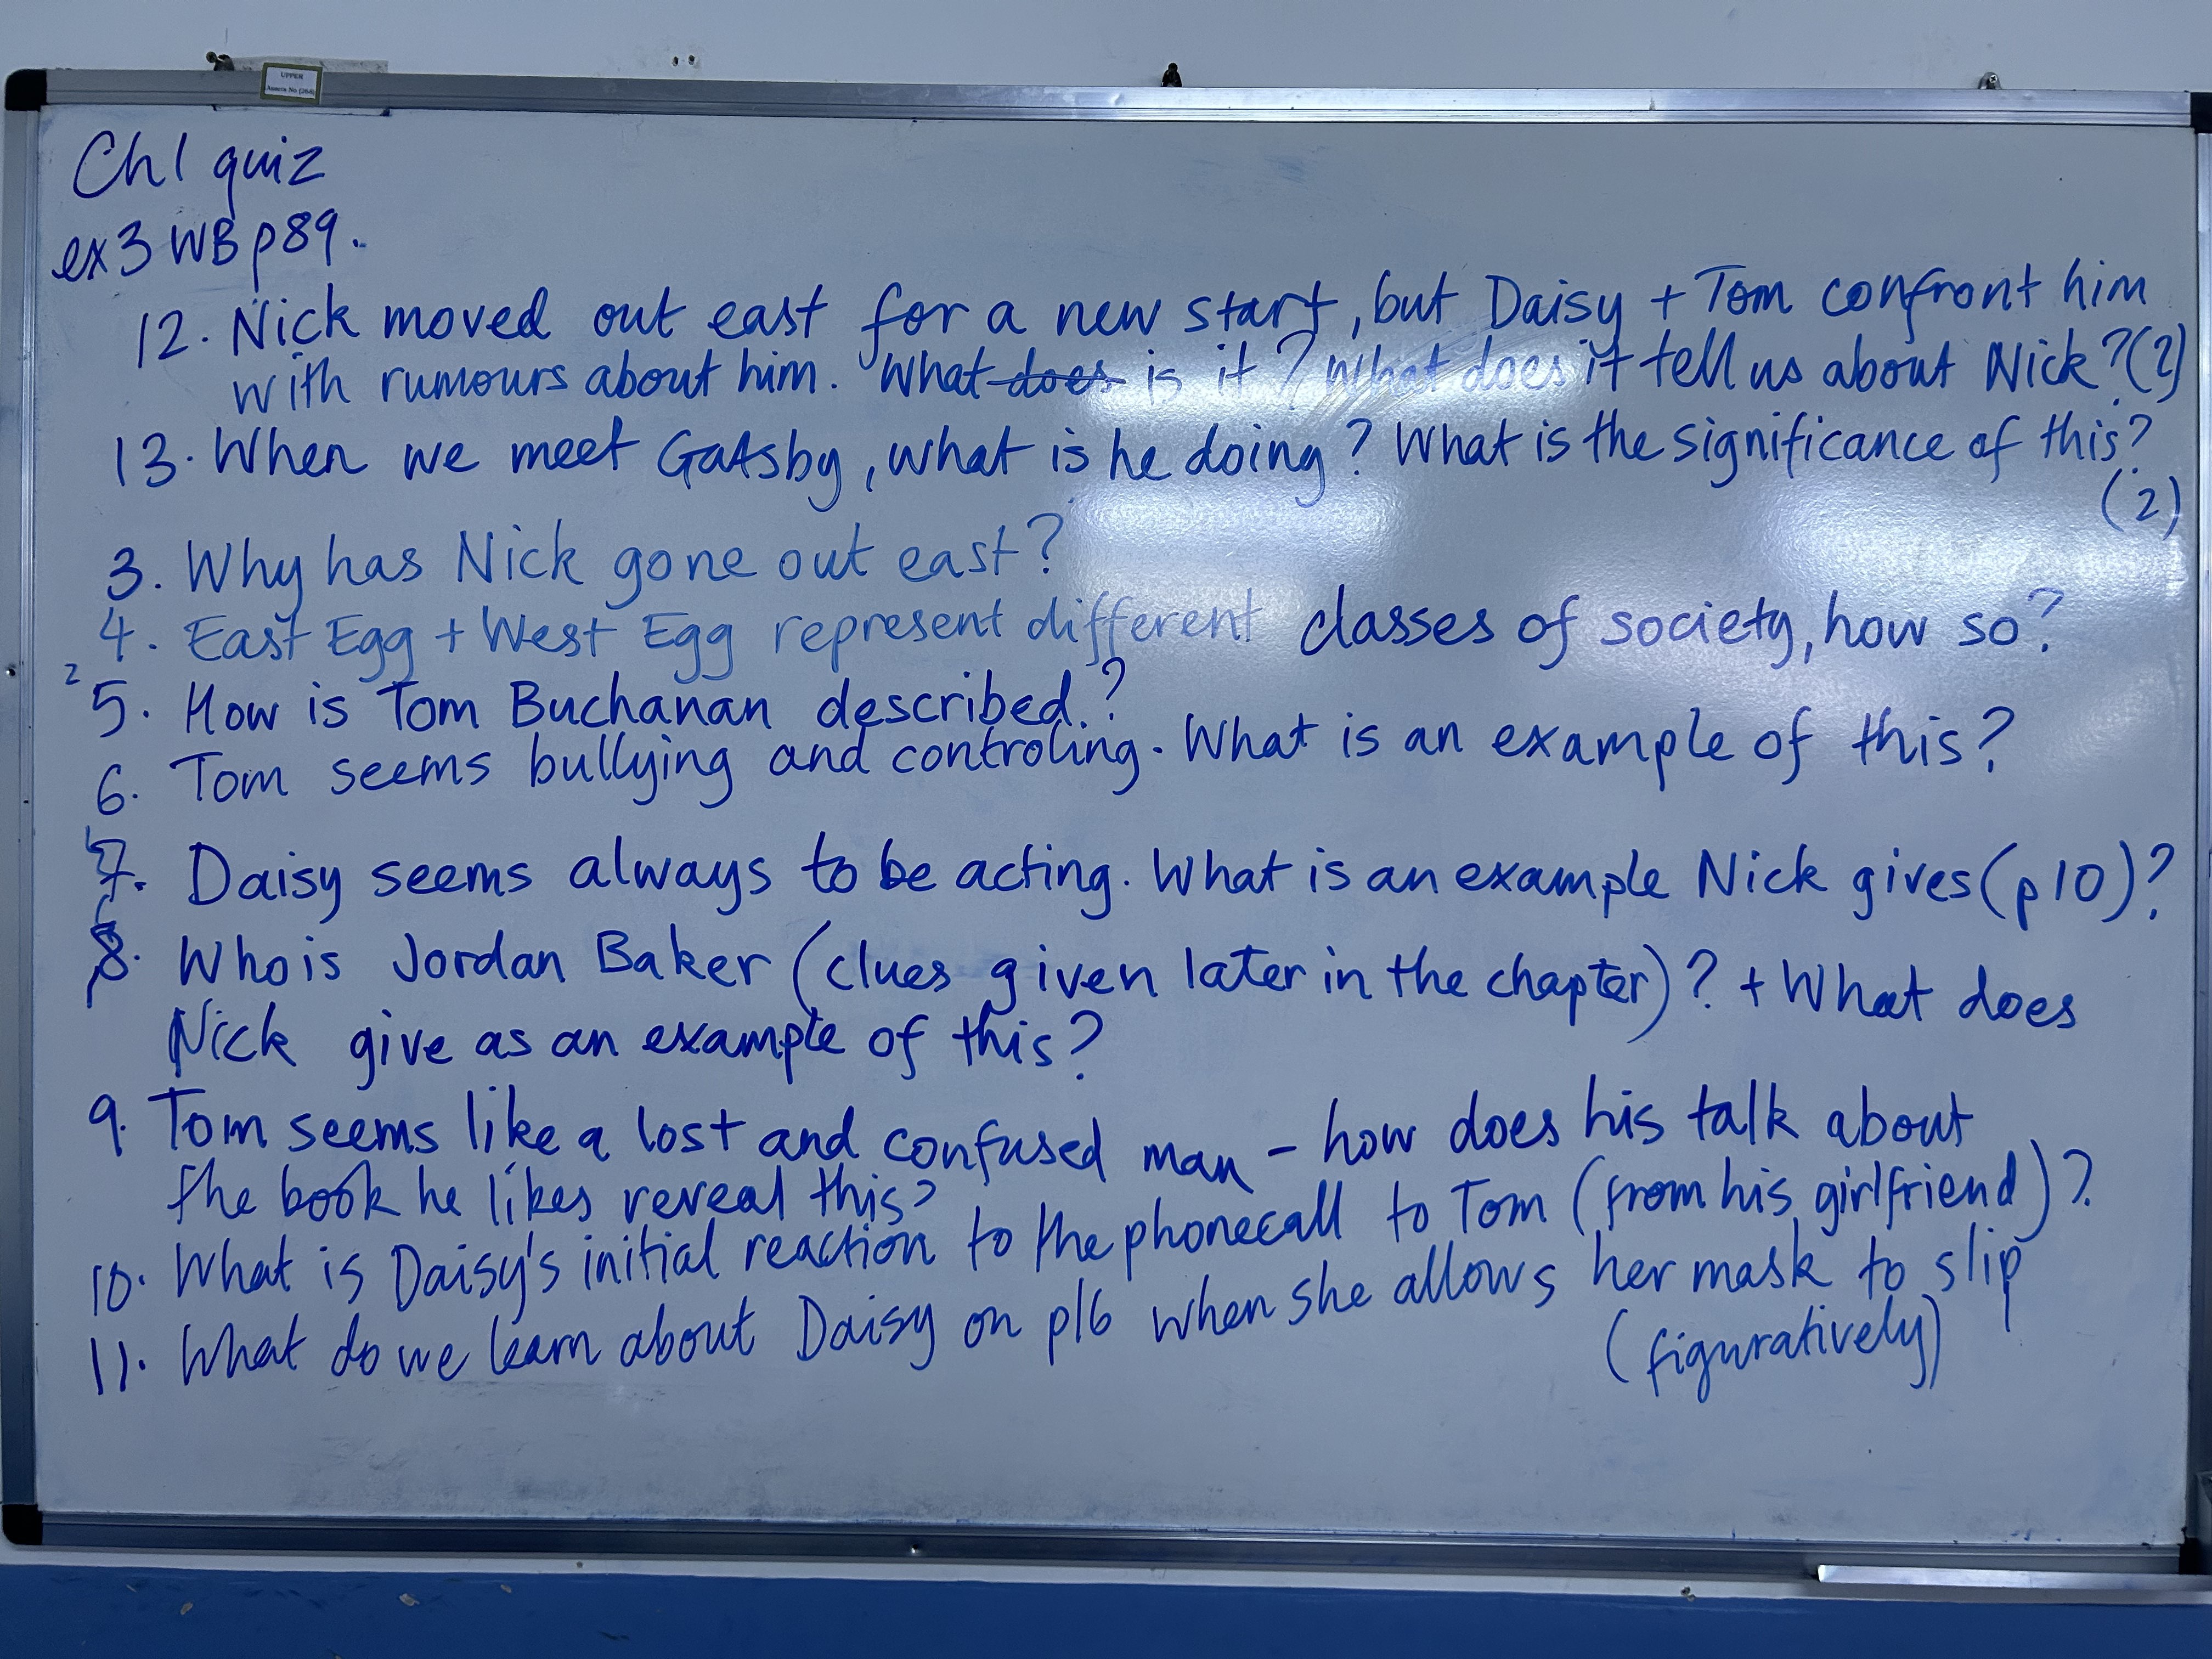 UPPER
Ch1 quiz
ex3 WB p89.
12. Nick moved out east for a new start, but Daisy + Tom confront him
with rumours about him. What does is it? What does it tell us about Nick? (2)
13. When we meet Gatsby, what is he doing? What is the significance of this?
(2)
3. Why has Nick gone out east?
4. East Egg + West Egg represent different classes of society, how so?
2
5. How is Tom Buchanan described.?
6. Tom seems bullying and controling. What is an example of this?
7. Daisy seems always to be acting. What is an example Nick gives (p10)?
8. Who is Jordan Baker (clues given later in the chapter)? + What does
Nick give as an example of this?
9. Tom seems like a lost and confused man - how does his talk about
the book he likes reveal this?
10. What is Daisy's initial reaction to the phonecall to Tom (from his girlfriend)?
11. What do we learn about Daisy on p16 when she allows her mask to slip
(figuratively)